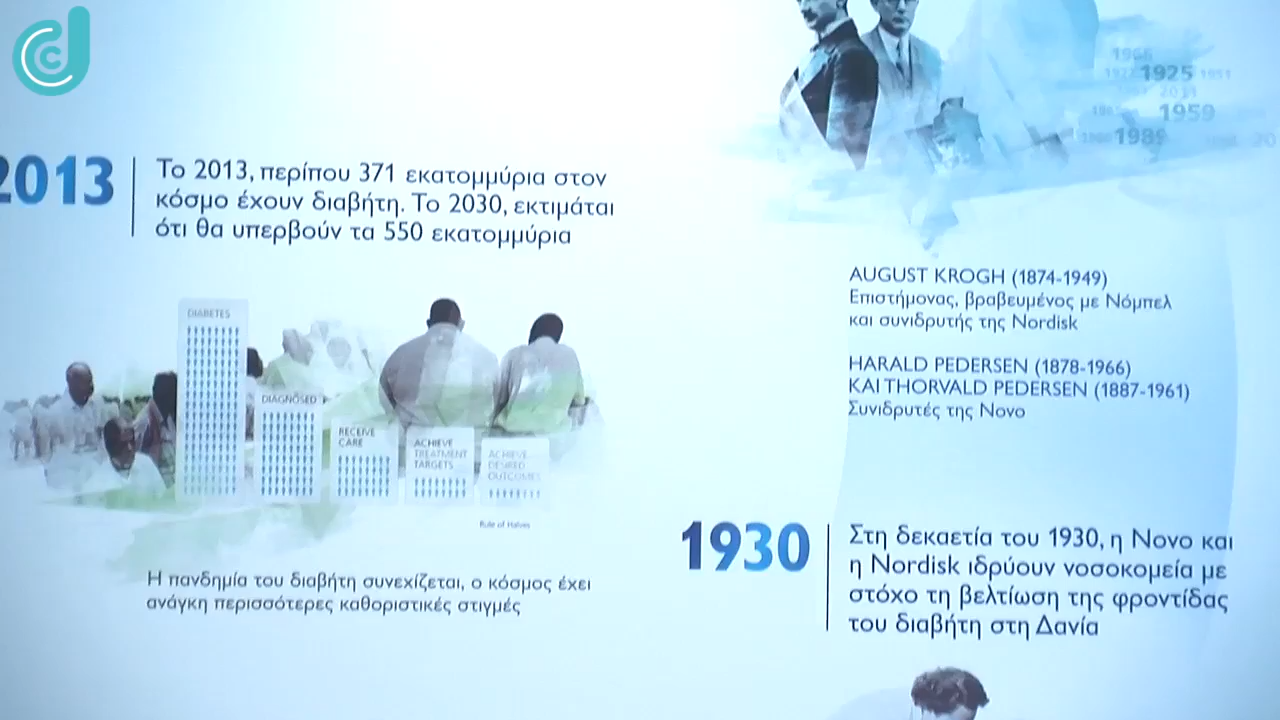 2013
Το 2013, περίπου 371 εκατομμύρια στον
κόσμο έχουν διαβήτη. Το 2030, εκτιμάται
ότι θα υπερβούν τα 550 εκατομμύρια
DIABETES
DIAGNOSED
RECEIVE
CARE
ACHIEVE
TREATMENT
TARGETS
ACHIEVE
DESIRED
OUTCOMES
Rule of Halves
Η πανδημία του διαβήτη συνεχίζεται, ο κόσμος έχει
ανάγκη περισσότερες καθοριστικές στιγμές
1925
1959
1989
AUGUST KROGH (1874-1949)
Επιστήμονας, βραβευμένος με Νόμπελ
και συνιδρυτής της Nordisk
HARALD PEDERSEN (1878-1966)
KAI THORVALD PEDERSEN (1887-1961)
Συνιδρυτές της Novo
1930
Στη δεκαετία του 1930, η Novo και
η Nordisk ιδρύουν νοσοκομεία με
στόχο τη βελτίωση της φροντίδας
του διαβήτη στη Δανία